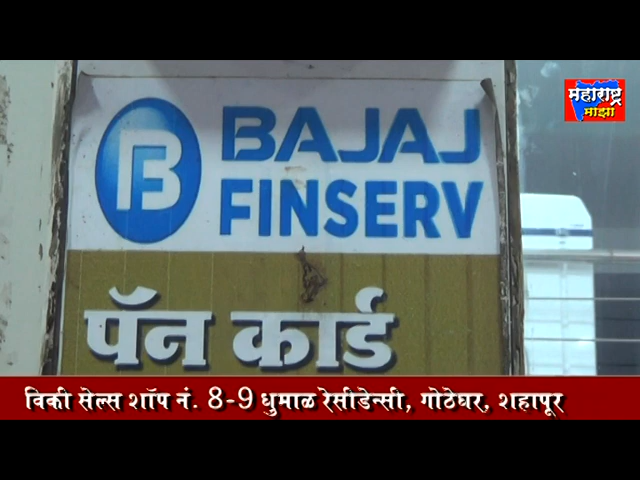 महाराष्ट्र
माझा
B
BAJAJ
FINSERV
पॅन कार्ड
विकी सेल्स शॉप नं. 8-9 धुमाळ रेसीडेन्सी, गोठेघर, शहापूर